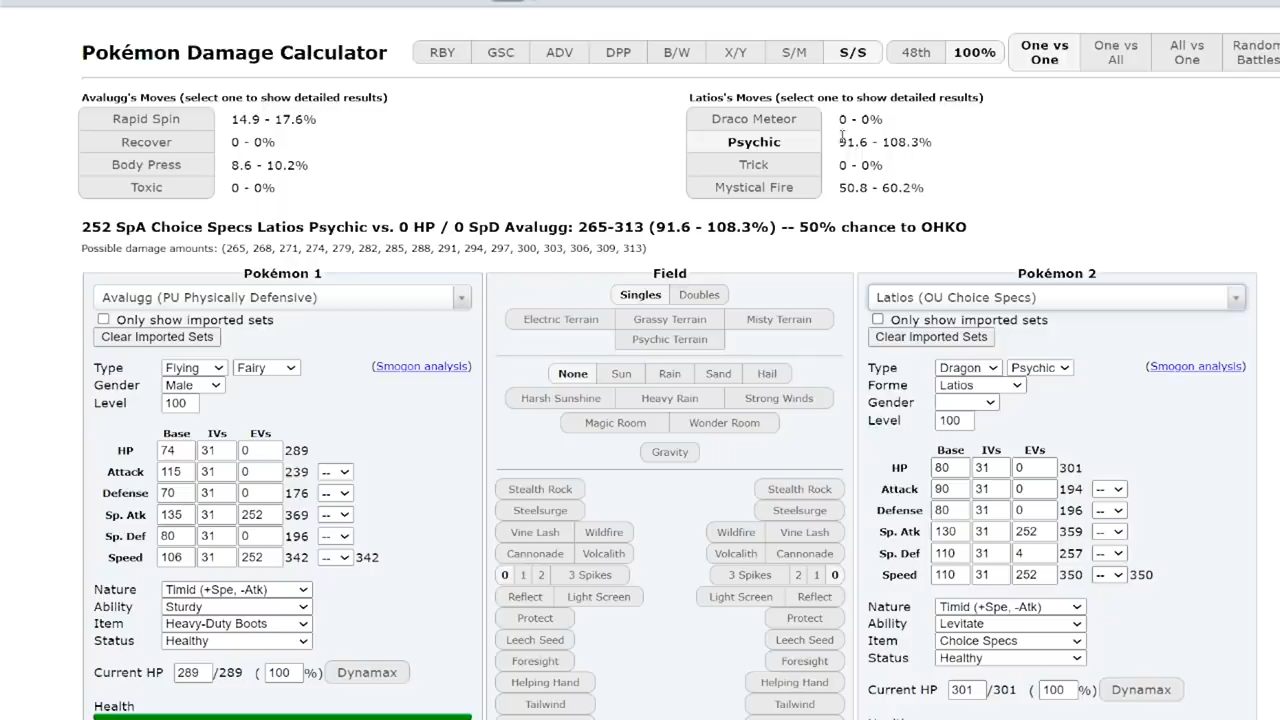 Pokémon Damage Calculator RBY GSC ADV DPP B/W X/Y S/M S/S 48th 100% One vs One One vs All All vs One Random Battles
Avalugg's Moves (select one to show detailed results) Latios's Moves (select one to show detailed results)
Rapid Spin 14.9 - 17.6% Draco Meteor 0 - 0%
Recover 0 - 0% Psychic 91.6 - 108.3%
Body Press 8.6 - 10.2% Trick 0 - 0%
Toxic 0 - 0% Mystical Fire 50.8 - 60.2%
252 SpA Choice Specs Latios Psychic vs. 0 HP / 0 SpD Avalugg: 265-313 (91.6 - 108.3%) -- 50% chance to OHKO
Possible damage amounts: (265, 268, 271, 274, 279, 282, 285, 288, 291, 294, 297, 300, 303, 306, 309, 313)
Pokémon 1
Avalugg (PU Physically Defensive)
Only show imported sets
Clear Imported Sets
Type Flying Fairy (Smogon analysis)
Gender Male
Level 100
Base IVs EVs
HP 74 31 0 289
Attack 115 31 0 239 --
Defense 70 31 0 176 --
Sp. Atk 135 31 252 369 --
Sp. Def 80 31 0 196 --
Speed 106 31 252 342 -- 342
Nature Timid (+Spe, -Atk)
Ability Sturdy
Item Heavy-Duty Boots
Status Healthy
Current HP 289 /289 ( 100 %) Dynamax
Health
Field
Singles Doubles
Electric Terrain Grassy Terrain Misty Terrain
Psychic Terrain
None Sun Rain Sand Hail
Harsh Sunshine Heavy Rain Strong Winds
Magic Room Wonder Room
Gravity
Stealth Rock Stealth Rock
Steelsurge Steelsurge
Vine Lash Wildfire Wildfire Vine Lash
Cannonade Volcalith Volcalith Cannonade
0 1 2 3 Spikes 3 Spikes 2 1 0
Reflect Light Screen Light Screen Reflect
Protect Protect
Leech Seed Leech Seed
Foresight Foresight
Helping Hand Helping Hand
Tailwind Tailwind
Pokémon 2
Latios (OU Choice Specs)
Only show imported sets
Clear Imported Sets
Type Dragon Psychic (Smogon analysis)
Forme Latios
Gender
Level 100
Base IVs EVs
HP 80 31 0 301
Attack 90 31 0 194 --
Defense 80 31 0 196 --
Sp. Atk 130 31 252 359 --
Sp. Def 110 31 4 257 --
Speed 110 31 252 350 -- 350
Nature Timid (+Spe, -Atk)
Ability Levitate
Item Choice Specs
Status Healthy
Current HP 301 /301 ( 100 %) Dynamax